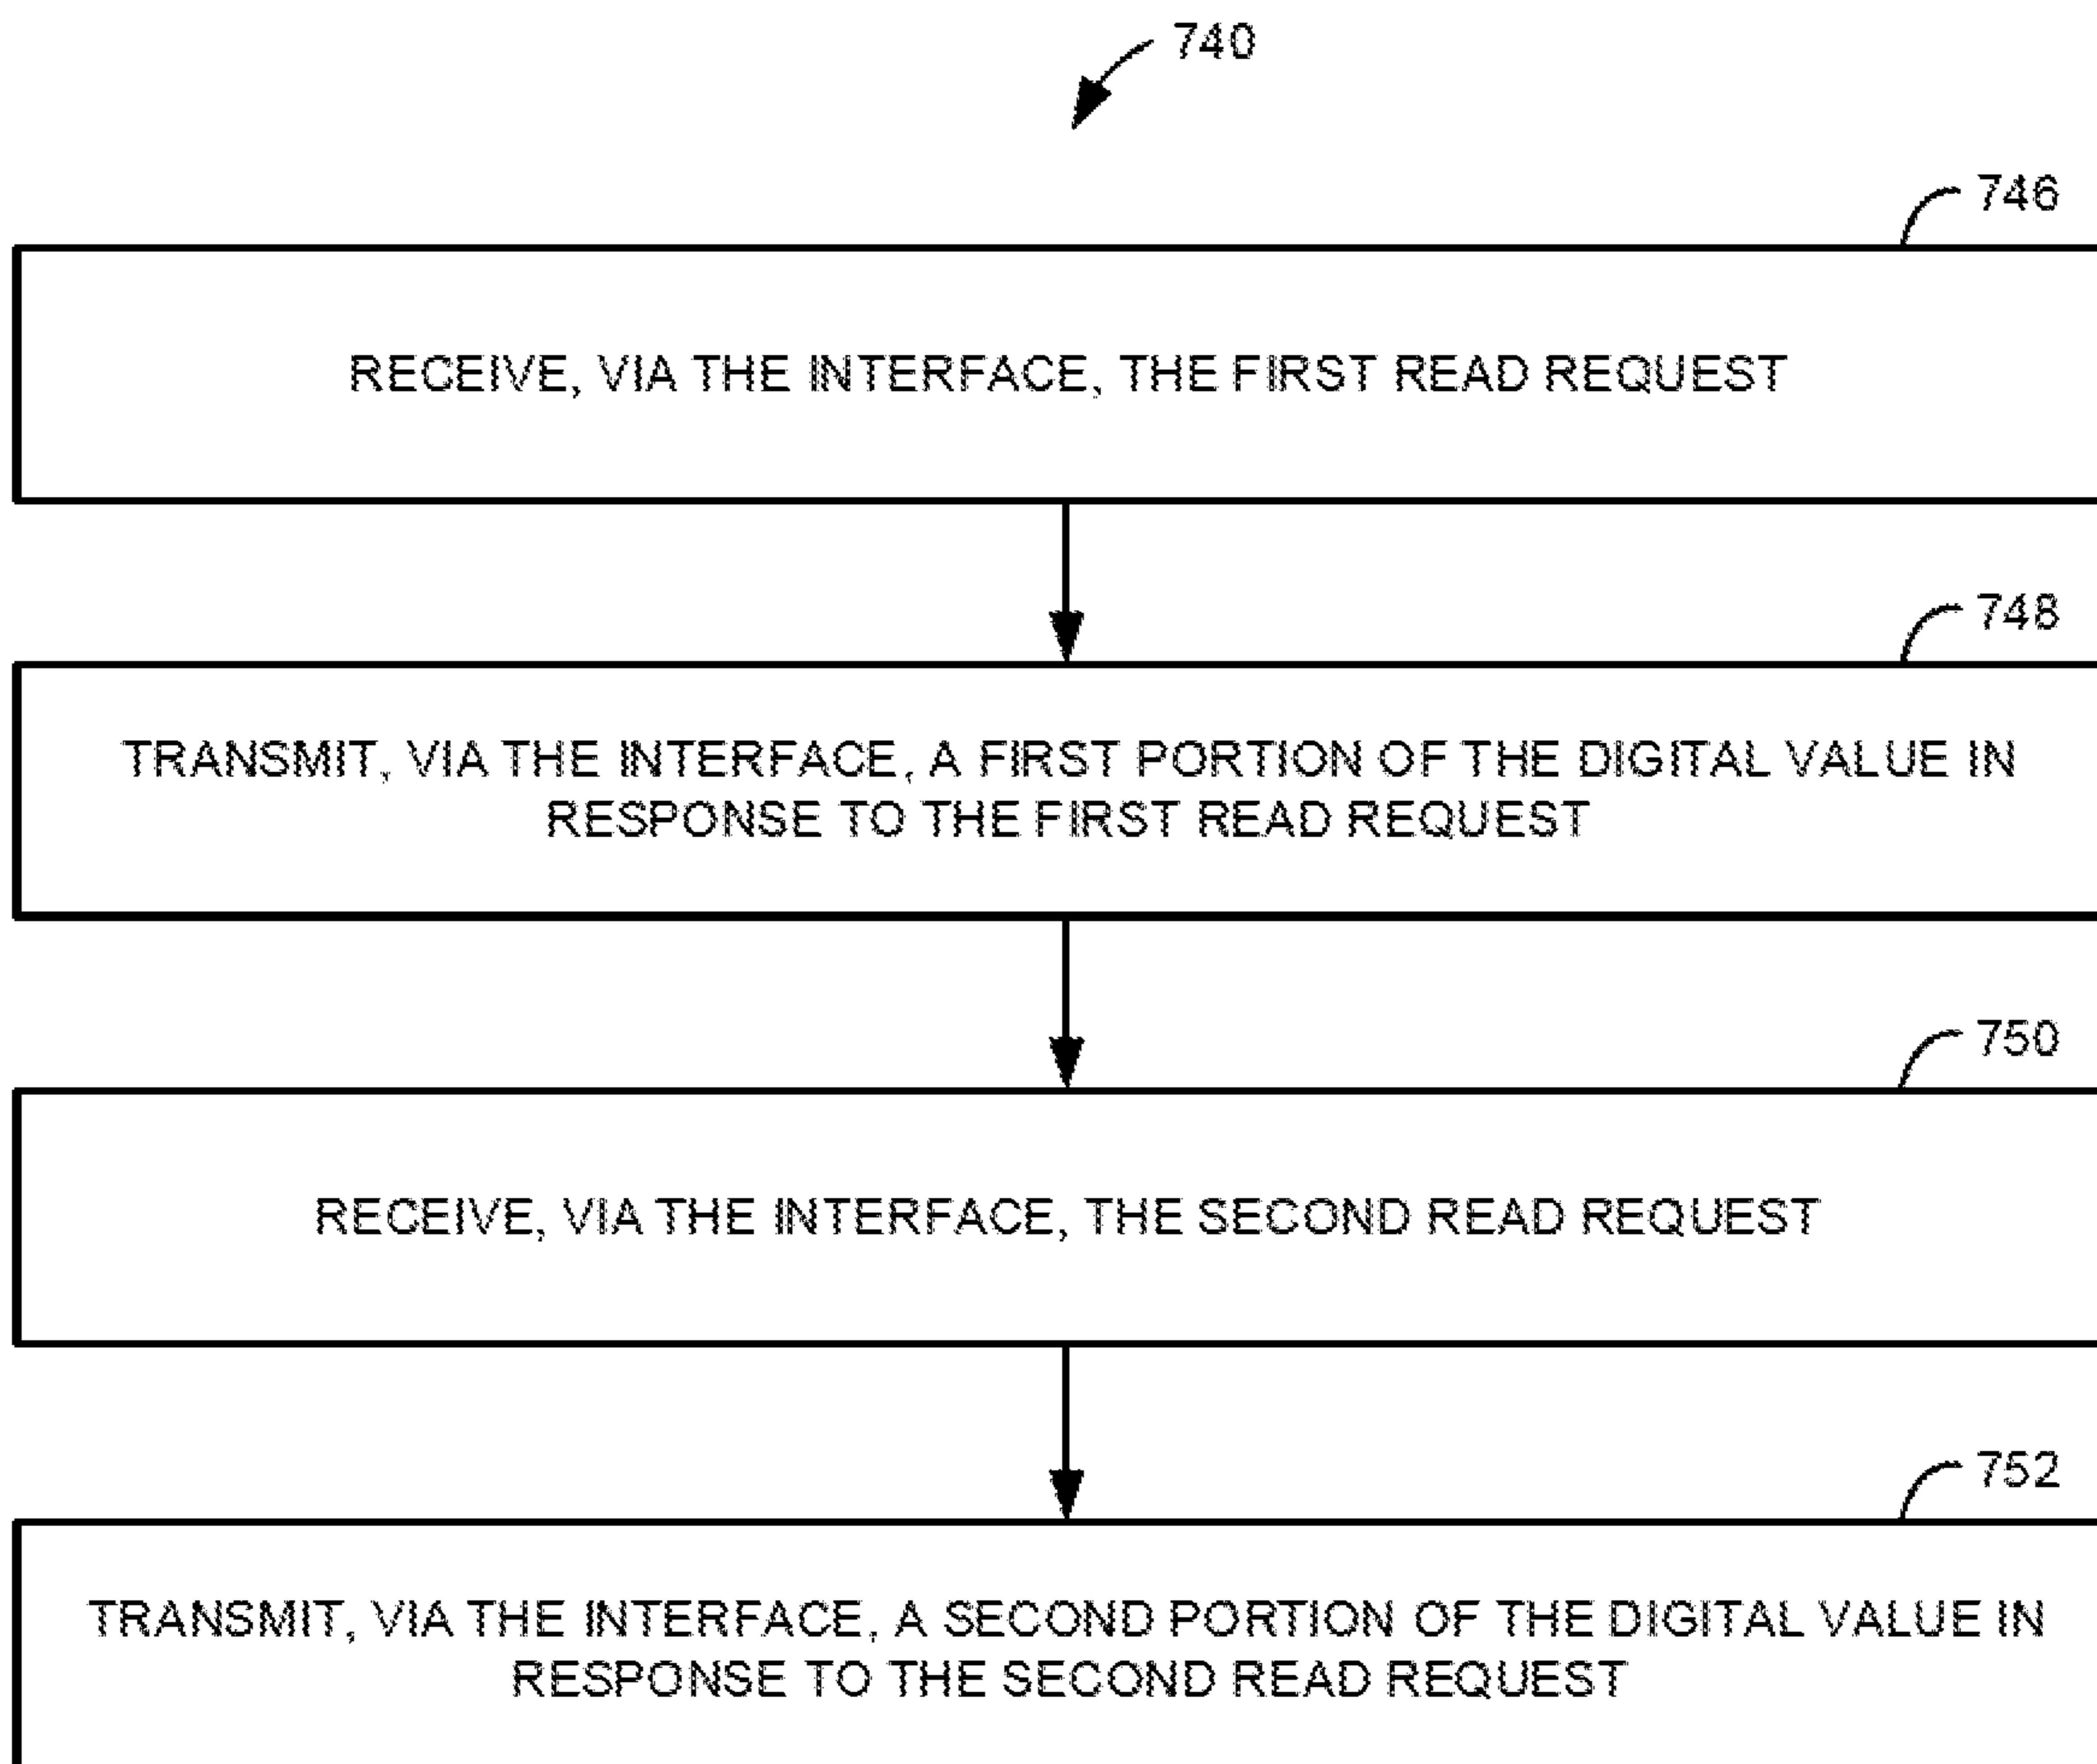 740
746
RECEIVE, VIA THE INTERFACE, THE FIRST READ REQUEST
748
TRANSMIT, VIA THE INTERFACE, A FIRST PORTION OF THE DIGITAL VALUE IN
RESPONSE TO THE FIRST READ REQUEST
750
RECEIVE, VIA THE INTERFACE, THE SECOND READ REQUEST
752
TRANSMIT, VIA THE INTERFACE, A SECOND PORTION OF THE DIGITAL VALUE IN
RESPONSE TO THE SECOND READ REQUEST